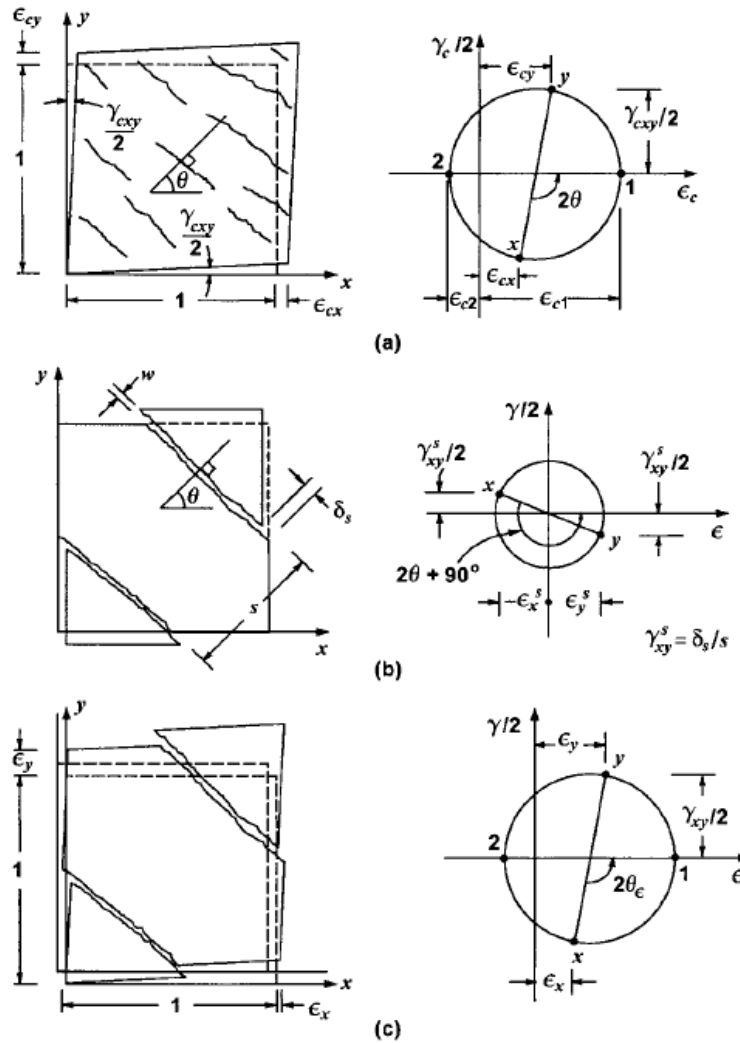 ϵcy
y
γcxy
2
1
θ
γcxy
2
x
1
ϵcx
γc/2
ϵcy
y
γcxy/2
2
1
ϵc
2θ
x
ϵcx
ϵc2
ϵc1
(a)
y
w
θ
δs
s
x
γ/2
γˢxy/2
γˢxy/2
x
y
ϵ
2θ + 90°
-ϵxˢ
ϵyˢ
γˢxy = δs/s
(b)
y
ϵy
1
x
1
ϵx
γ/2
ϵy
y
γxy/2
2
1
ϵ
2θϵ
x
ϵx
(c)